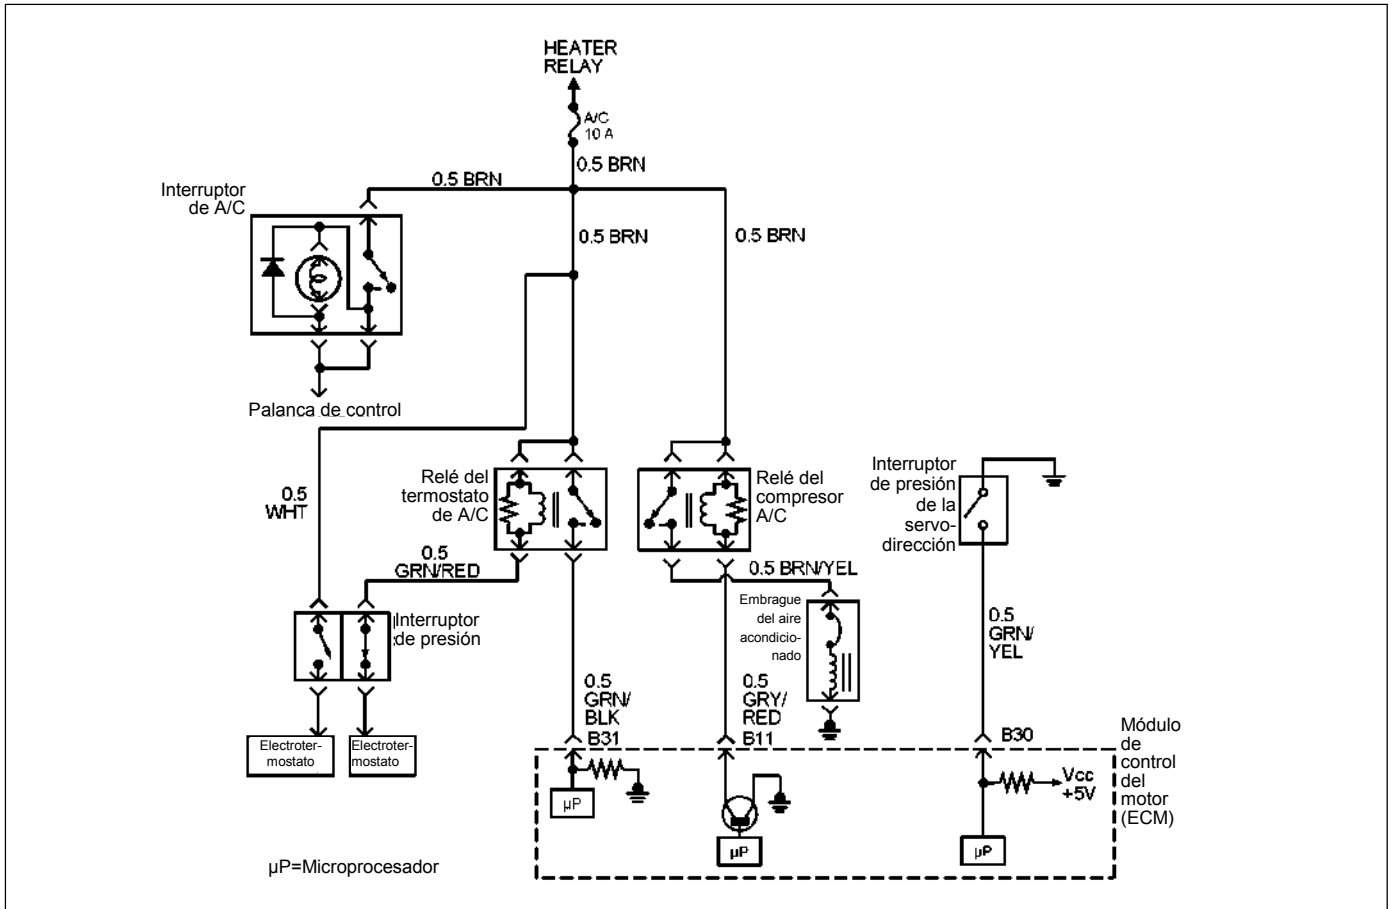 HEATER
RELAY
A/C
10 A
0.5 BRN
0.5 BRN
Interruptor
de A/C
0.5 BRN
0.5 BRN
Palanca de control
Relé del
termostato
de A/C
Relé del
compresor
A/C
Interruptor
de presión
de la
servo-
dirección
0.5
WHT
0.5
GRN/RED
0.5 BRN/YEL
Embrague
del aire
acondicio-
nado
Interruptor
de presión
0.5
GRN/
YEL
0.5
GRN/
BLK
B31
0.5
GRY/
RED
B11
B30
Módulo
de
control
del
motor
(ECM)
Electroter-
mostato
Electroter-
mostato
Vcc
+5V
µP
µP
µP
µP=Microprocesador